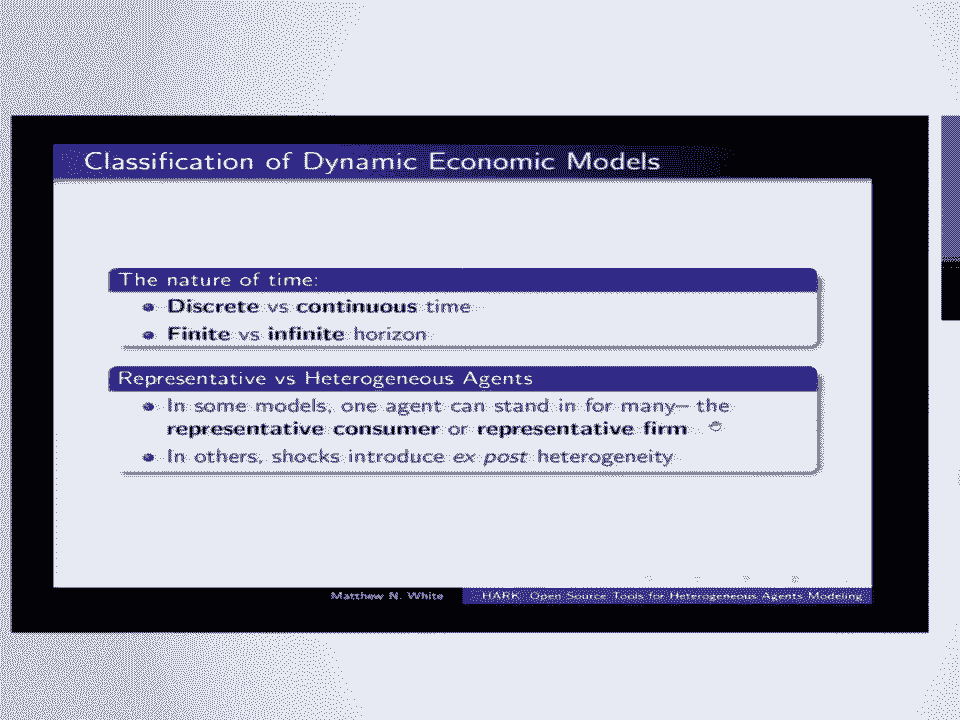 Classification of Dynamic Economic Models
The nature of time:
Discrete vs continuous time
Finite vs infinite horizon
Representative vs Heterogeneous Agents
In some models, one agent can stand in for many– the
representative consumer or representative firm
In others, shocks introduce ex post heterogeneity
Matthew N. White
HARK: Open Source Tools for Heterogeneous Agents Modeling